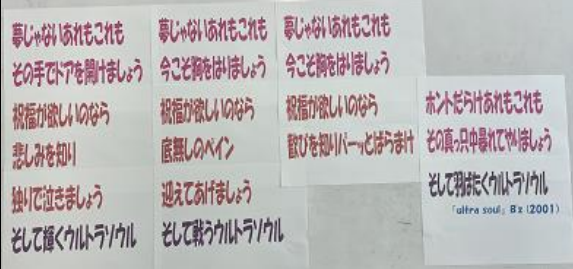 夢じゃないあれもこれも
その手でドアを開けましょう
祝福が欲しいのなら
悲しみを知り
独りで泣きましょう
そして輝くウルトラソウル
夢じゃないあれもこれも
今こそ胸をはりましょう
祝福が欲しいのなら
底無しのペイン
迎えてあげましょう
そして戦うウルトラソウル
夢じゃないあれもこれも
今こそ胸をはりましょう
祝福が欲しいのなら
歓びを知りパーッとばらまけ
ホントだらけあれもこれも
その真っ只中暴れてやりましょう
そして羽ばたくウルトラソウル
「ultra soul」 B'z (2001)